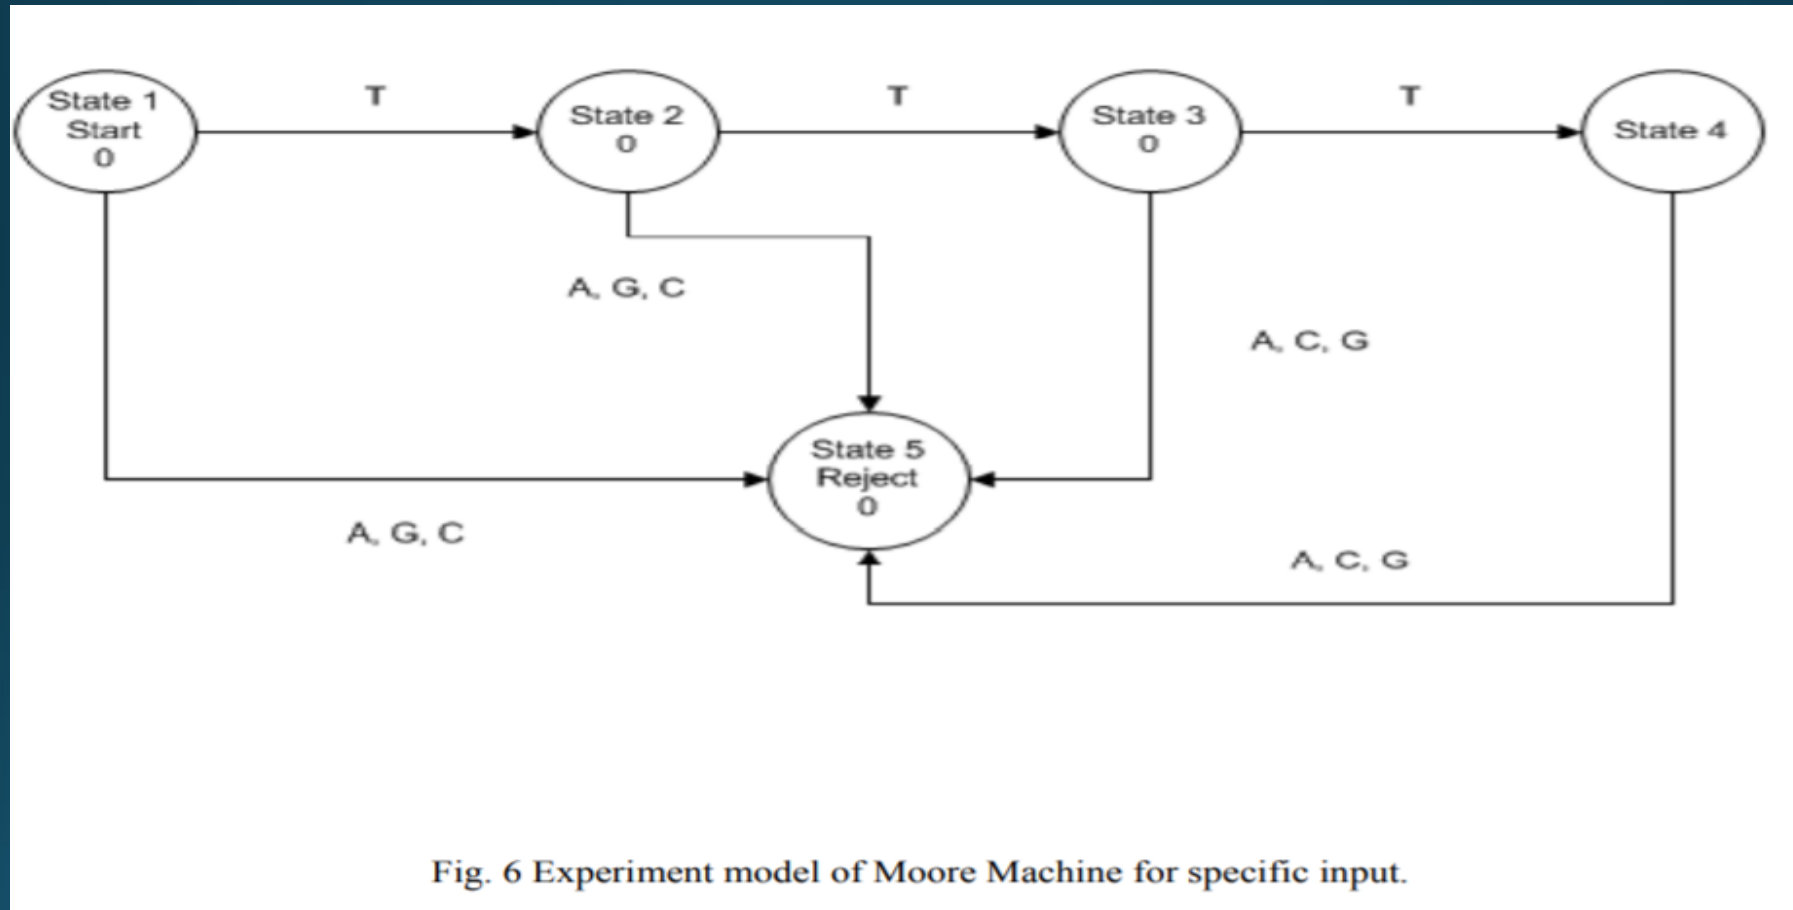 State 1
Start
0
T
State 2
0
T
State 3
0
T
State 4
A, G, C
A, C, G
State 5
Reject
0
A, G, C
A, C, G
Fig. 6 Experiment model of Moore Machine for specific input.